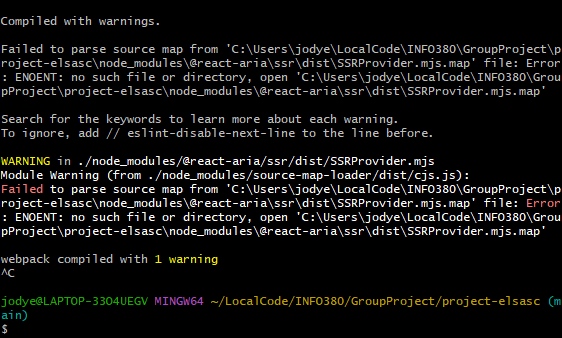 Compiled with warnings.
Failed to parse source map from 'C:\Users\jodye\LocalCode\INFO380\GroupProject\p
roject-elsasc\node_modules\@react-aria\ssr\dist\SSRProvider.mjs.map' file: Error
: ENOENT: no such file or directory, open 'C:\Users\jodye\LocalCode\INFO380\Grou
pProject\project-elsasc\node_modules\@react-aria\ssr\dist\SSRProvider.mjs.map'
Search for the keywords to learn more about each warning.
To ignore, add // eslint-disable-next-line to the line before.
WARNING in ./node_modules/@react-aria/ssr/dist/SSRProvider.mjs
Module Warning (from ./node_modules/source-map-loader/dist/cjs.js):
Failed to parse source map from 'C:\Users\jodye\LocalCode\INFO380\GroupProject\p
roject-elsasc\node_modules\@react-aria\ssr\dist\SSRProvider.mjs.map' file: Error
: ENOENT: no such file or directory, open 'C:\Users\jodye\LocalCode\INFO380\Grou
pProject\project-elsasc\node_modules\@react-aria\ssr\dist\SSRProvider.mjs.map'
webpack compiled with 1 warning
^C
jodye@LAPTOP-33O4UEGV MINGW64 ~/LocalCode/INFO380/GroupProject/project-elsasc (m
ain)
$